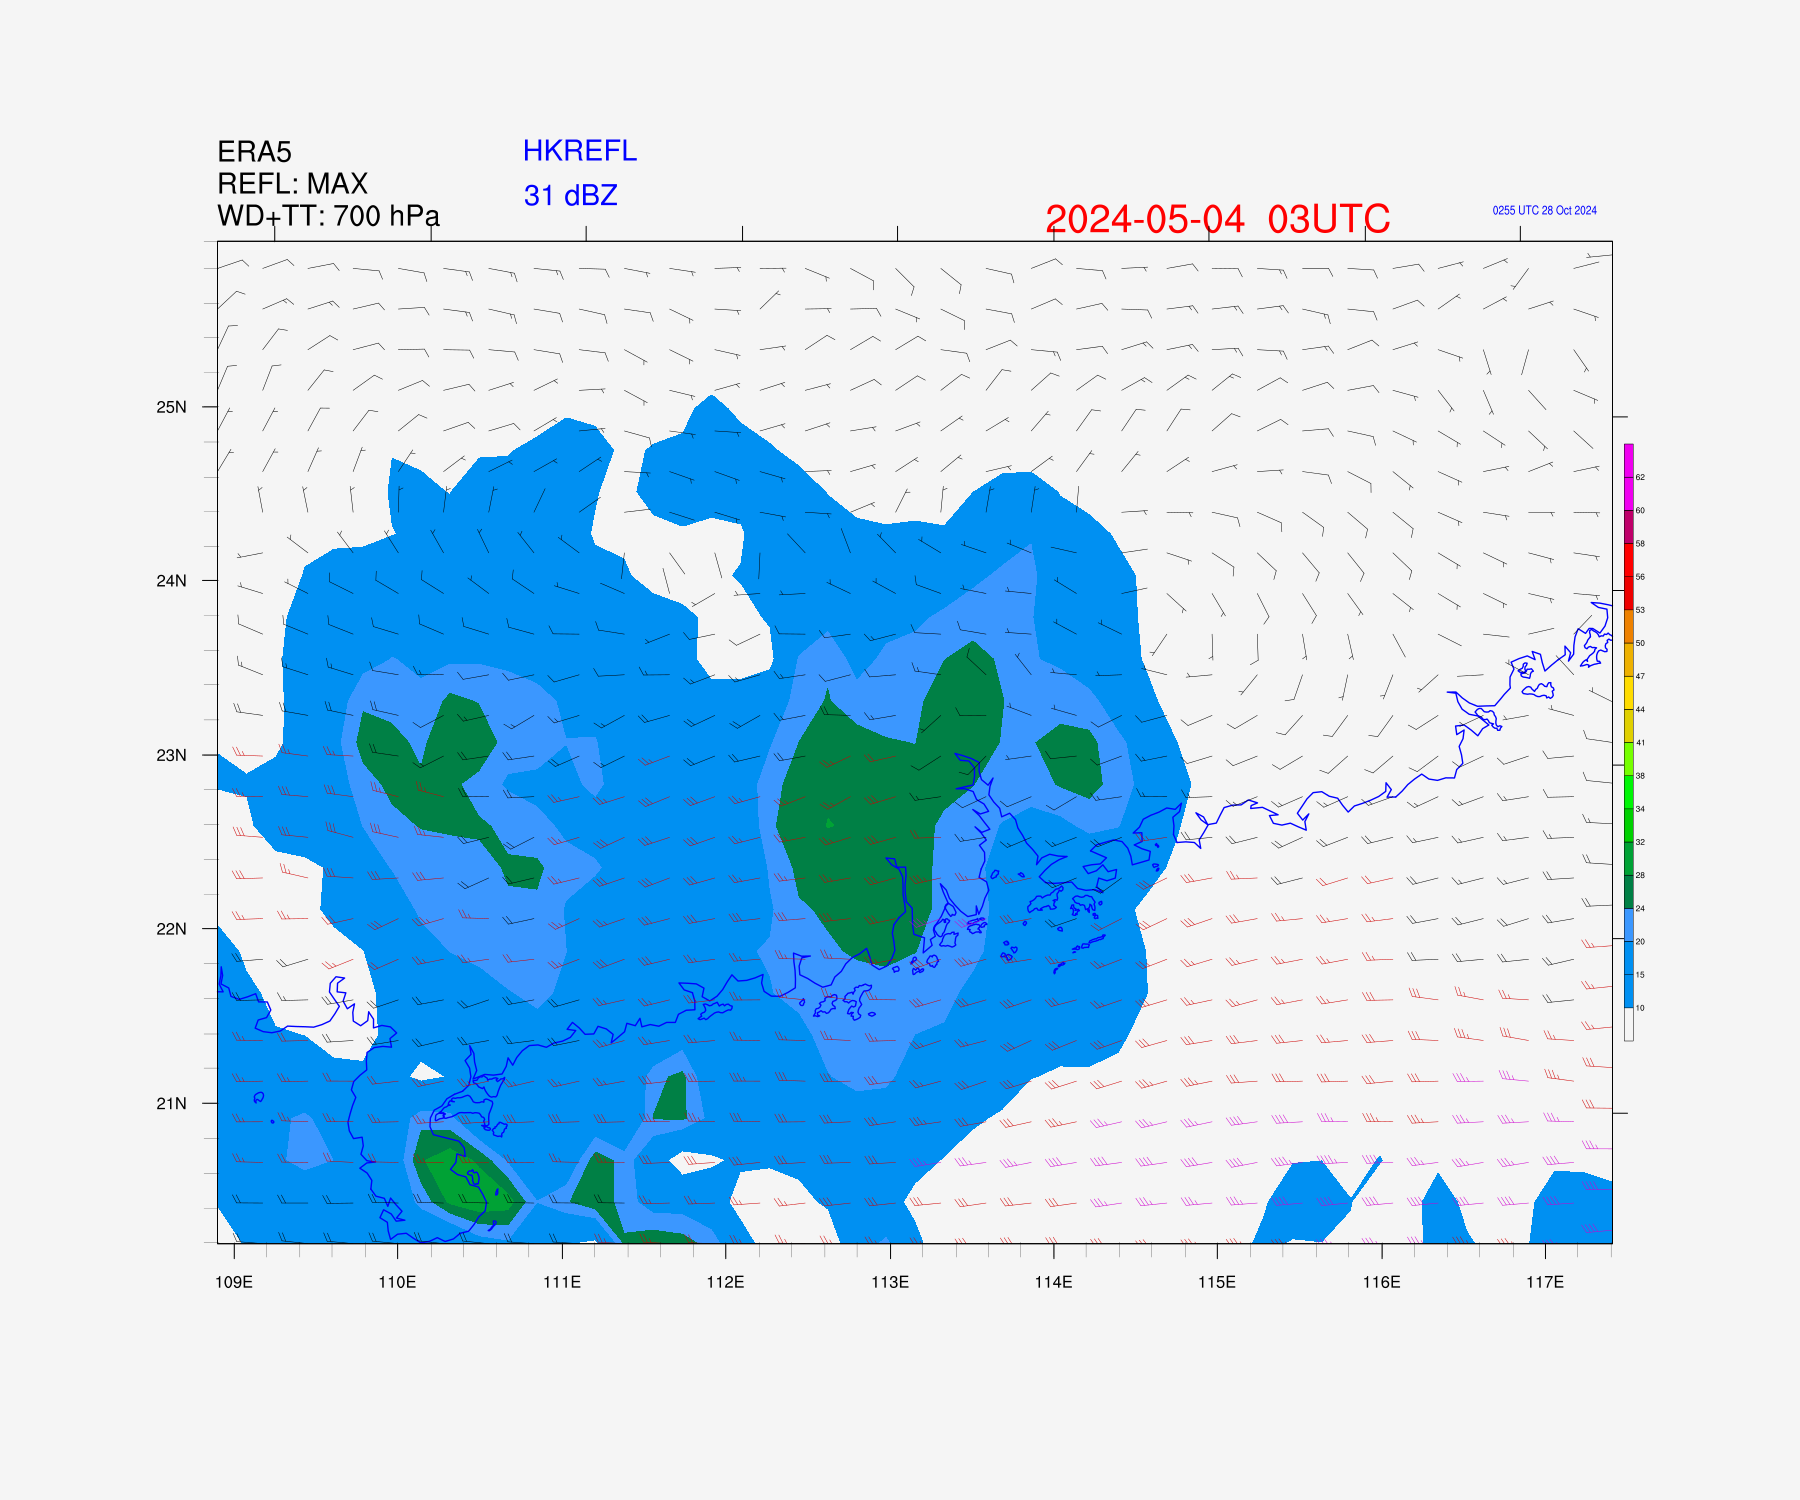 ERA5
HKREFL
REFL: MAX
31 dBZ
WD+TT: 700 hPa
2024-05-04 03UTC
0255 UTC 28 Oct 2024
25N
24N
23N
22N
21N
109E 110E 111E 112E 113E 114E 115E 116E 117E
62
60
58
56
53
50
47
44
41
38
34
32
28
24
20
15
10